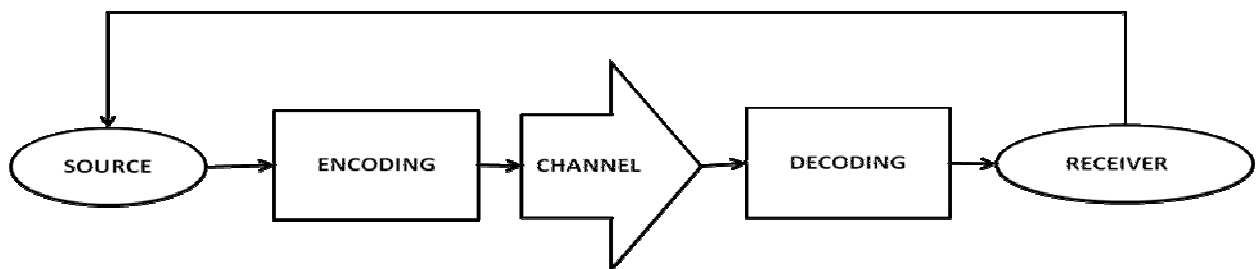 SOURCE
ENCODING
CHANNEL
DECODING
RECEIVER